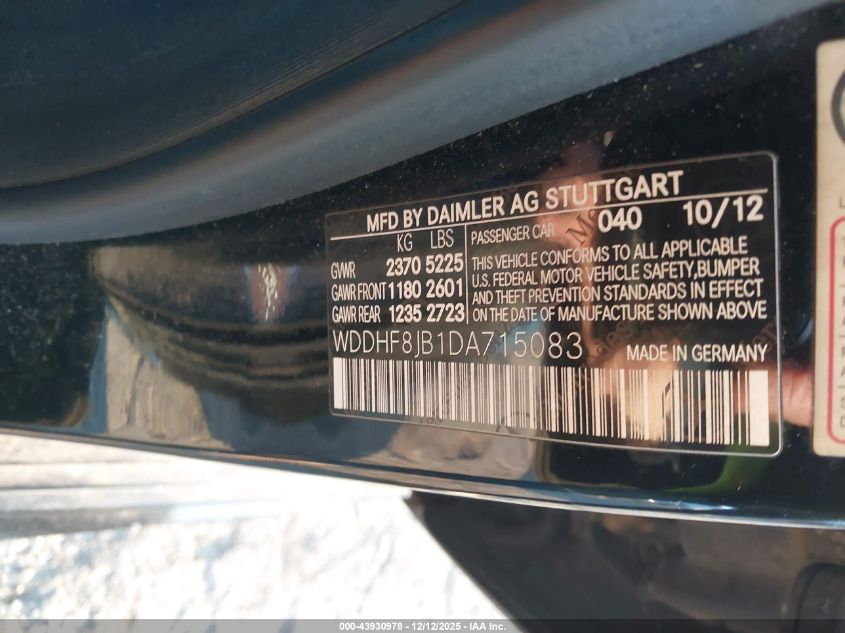 MFD BY DAIMLER AG STUTTGART
KG LBS
GVWR 2370 5225
GAWR FRONT 1180 2601
GAWR REAR 1235 2723
PASSENGER CAR 040 10/12
THIS VEHICLE CONFORMS TO ALL APPLICABLE
U.S. FEDERAL MOTOR VEHICLE SAFETY,BUMPER
AND THEFT PREVENTION STANDARDS IN EFFECT
ON THE DATE OF MANUFACTURE SHOWN ABOVE
WDDHF8JB1DA715083 MADE IN GERMANY
000-43930978 - 12/12/2025 - IAA Inc.